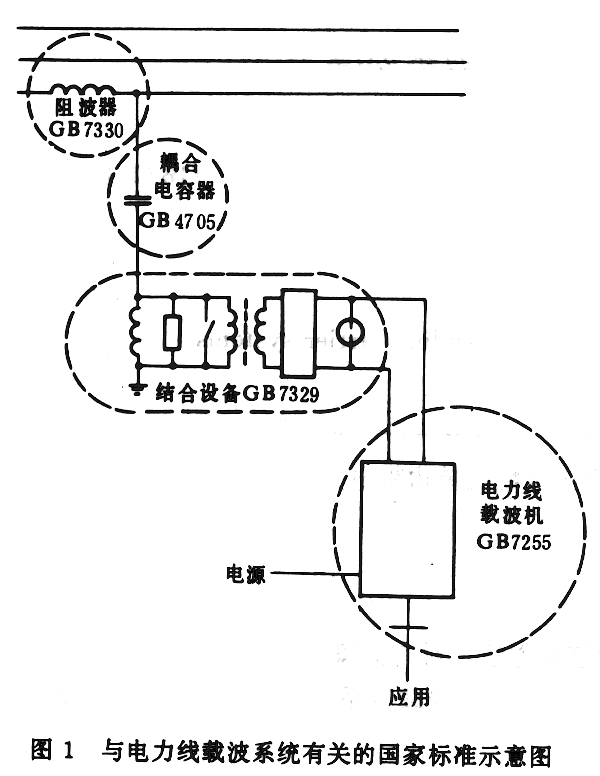 阻波器
GB7330
耦合
电容器
GB4705
结合设备GB7329
电力线
载波机
GB7255
电源
应用
图 1 与电力线载波系统有关的国家标准示意图